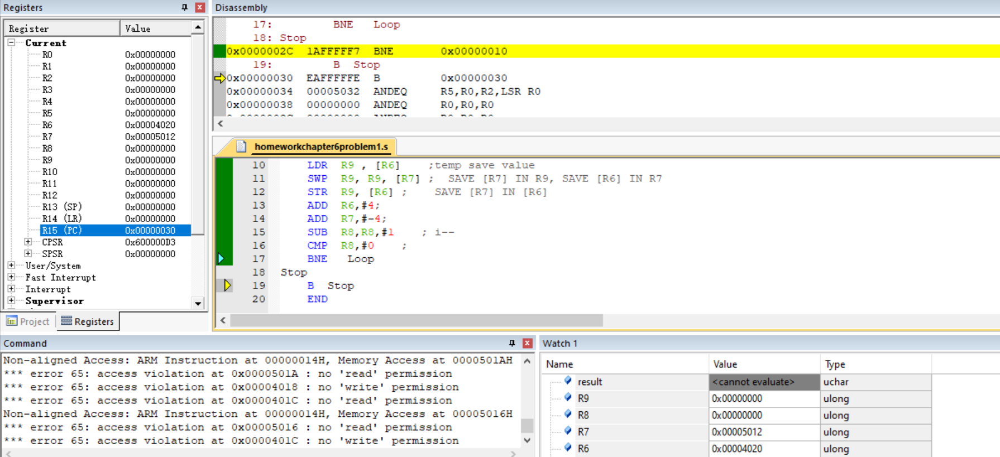 Registers
Register Value
Current
R0 0x00000000
R1 0x00000000
R2 0x00000000
R3 0x00000000
R4 0x00000000
R5 0x00000000
R6 0x00004020
R7 0x00005012
R8 0x00000000
R9 0x00000000
R10 0x00000000
R11 0x00000000
R12 0x00000000
R13 (SP) 0x00000000
R14 (LR) 0x00000000
R15 (PC) 0x00000030
CPSR 0x600000D3
SPSR 0x00000000
User/System
Fast Interrupt
Interrupt
Supervisor
Project Registers
Disassembly
17: BNE Loop
18: Stop
0x0000002C 1AFFFFF7 BNE 0x00000010
19: B Stop
0x00000030 EAFFFFFE B 0x00000030
0x00000034 00005032 ANDEQ R5,R0,R2,LSR R0
0x00000038 00000000 ANDEQ R0,R0,R0
homeworkchapter6problem1.s
10 LDR R9 , [R6] ;temp save value
11 SWP R9, R9, [R7] ; SAVE [R7] IN R9, SAVE [R6] IN R7
12 STR R9, [R6] ; SAVE [R7] IN [R6]
13 ADD R6,#4;
14 ADD R7,#-4;
15 SUB R8,R8,#1 ; i--
16 CMP R8,#0 ;
17 BNE Loop
18 Stop
19 B Stop
20 END
Command
Non-aligned Access: ARM Instruction at 00000014H, Memory Access at 0000501AH
*** error 65: access violation at 0x0000501A : no 'read' permission
*** error 65: access violation at 0x00004018 : no 'write' permission
*** error 65: access violation at 0x0000401C : no 'read' permission
Non-aligned Access: ARM Instruction at 00000014H, Memory Access at 00005016H
*** error 65: access violation at 0x00005016 : no 'read' permission
*** error 65: access violation at 0x0000401C : no 'write' permission
Watch 1
Name Value Type
result <cannot evaluate> uchar
R9 0x00000000 ulong
R8 0x00000000 ulong
R7 0x00005012 ulong
R6 0x00004020 ulong